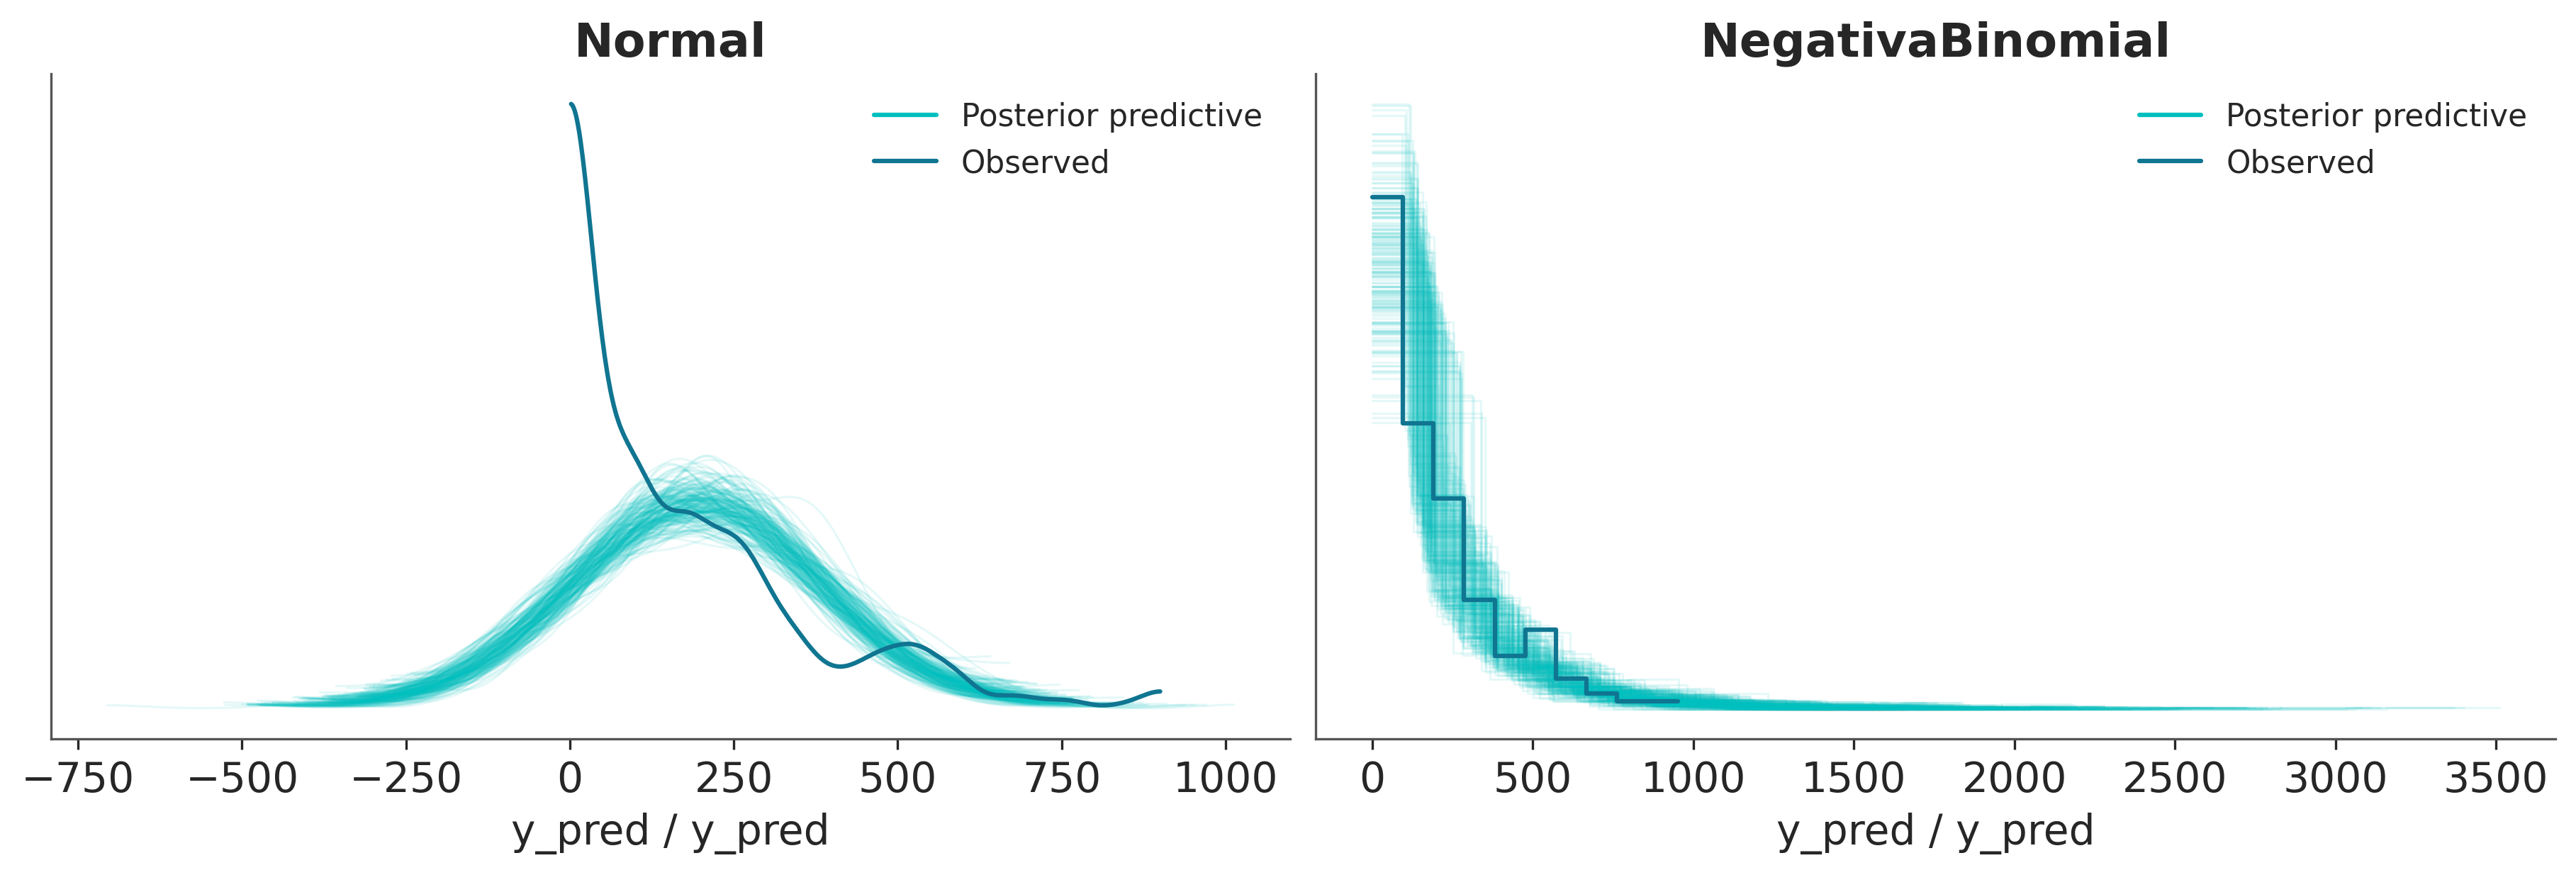 Normal
Posterior predictive
Observed
−750 −500 −250 0 250 500 750 1000
y_pred / y_pred
NegativaBinomial
Posterior predictive
Observed
0 500 1000 1500 2000 2500 3000 3500
y_pred / y_pred